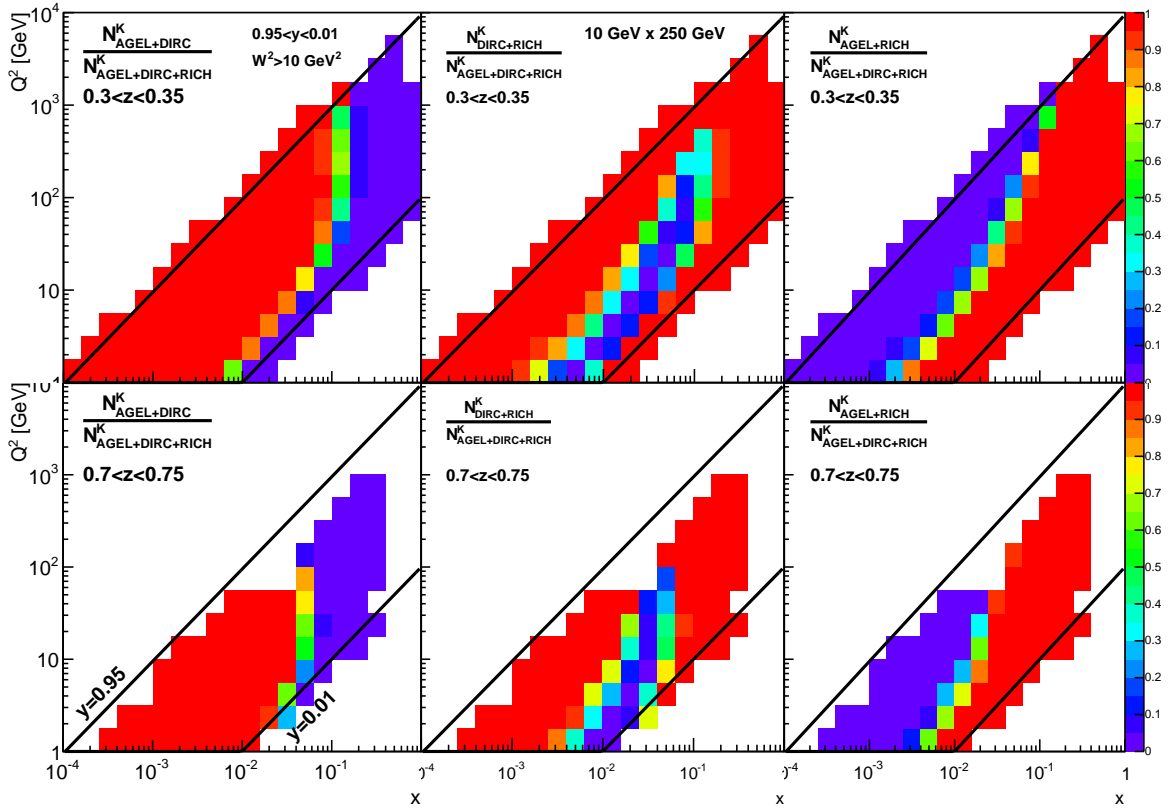 Q² [GeV]
10⁴
10³
10²
10
1
N^K_AGEL+DIRC
N^K_AGEL+DIRC+RICH
0.3<z<0.35
0.95<y<0.01
W²>10 GeV²
N^K_DIRC+RICH
N^K_AGEL+DIRC+RICH
0.3<z<0.35
10 GeV x 250 GeV
N^K_AGEL+RICH
N^K_AGEL+DIRC+RICH
0.3<z<0.35
1
0.9
0.8
0.7
0.6
0.5
0.4
0.3
0.2
0.1
0
Q² [GeV]
10⁴
10³
10²
10
1
N^K_AGEL+DIRC
N^K_AGEL+DIRC+RICH
0.7<z<0.75
y=0.95
y=0.01
N^K_DIRC+RICH
N^K_AGEL+DIRC+RICH
0.7<z<0.75
N^K_AGEL+RICH
N^K_AGEL+DIRC+RICH
0.7<z<0.75
1
0.9
0.8
0.7
0.6
0.5
0.4
0.3
0.2
0.1
0
10⁻⁴ 10⁻³ 10⁻² 10⁻¹
10⁻³ 10⁻² 10⁻¹
10⁻³ 10⁻² 10⁻¹ 1
x x x